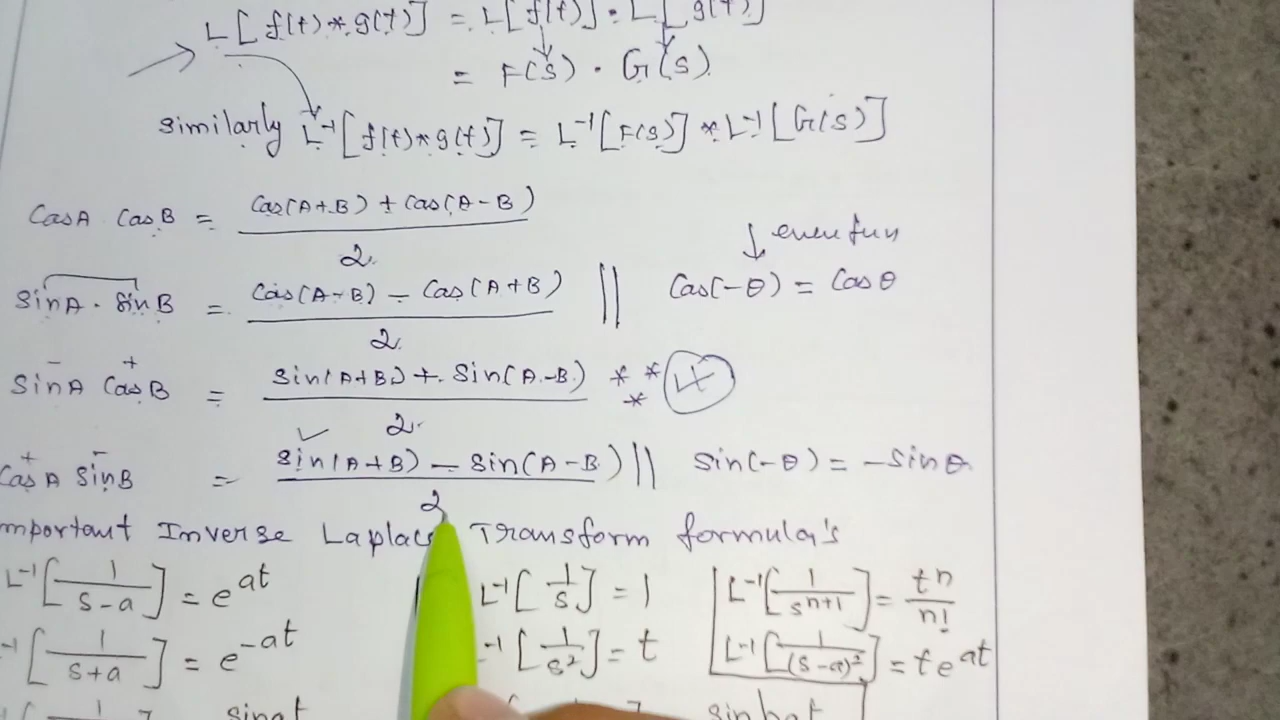 L[f(t)*g(t)] = L[f(t)] · L[g(t)]
= F(s) · G(s)
similarly L⁻¹[f(t)*g(t)] = L⁻¹[F(s)] * L⁻¹[G(s)]
CosA · CosB = Cos(A+B) + Cos(A-B) / 2
↓ even fun
SinA · SinB = Cos(A-B) - Cos(A+B) / 2 || Cos(-θ) = Cosθ
- +
SinA CosB = Sin(A+B) + Sin(A-B) / 2 * * *
+ -
CosA SinB = Sin(A+B) - Sin(A-B) / 2 || Sin(-θ) = -Sinθ
mportant Inverse Laplac Transform formula's
L⁻¹[1/s-a] = e^at L⁻¹[1/s] = 1 L⁻¹[1/s^n+1] = t^n/n!
⁻¹[1/s+a] = e^-at ⁻¹[1/s²] = t L⁻¹[1/(s-a)²] = te^at